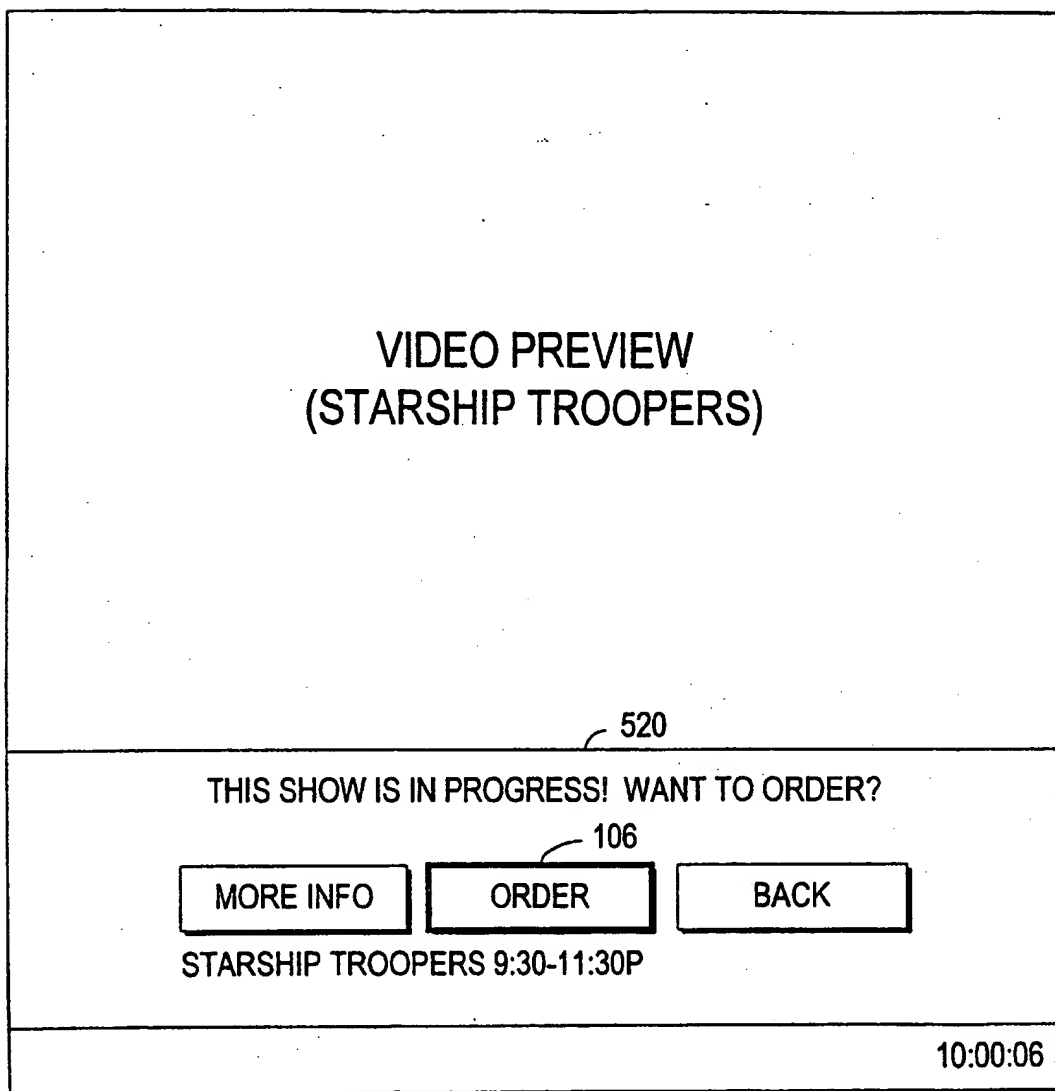 VIDEO PREVIEW
(STARSHIP TROOPERS)
520
THIS SHOW IS IN PROGRESS! WANT TO ORDER?
106
MORE INFO ORDER BACK
STARSHIP TROOPERS 9:30-11:30P
10:00:06